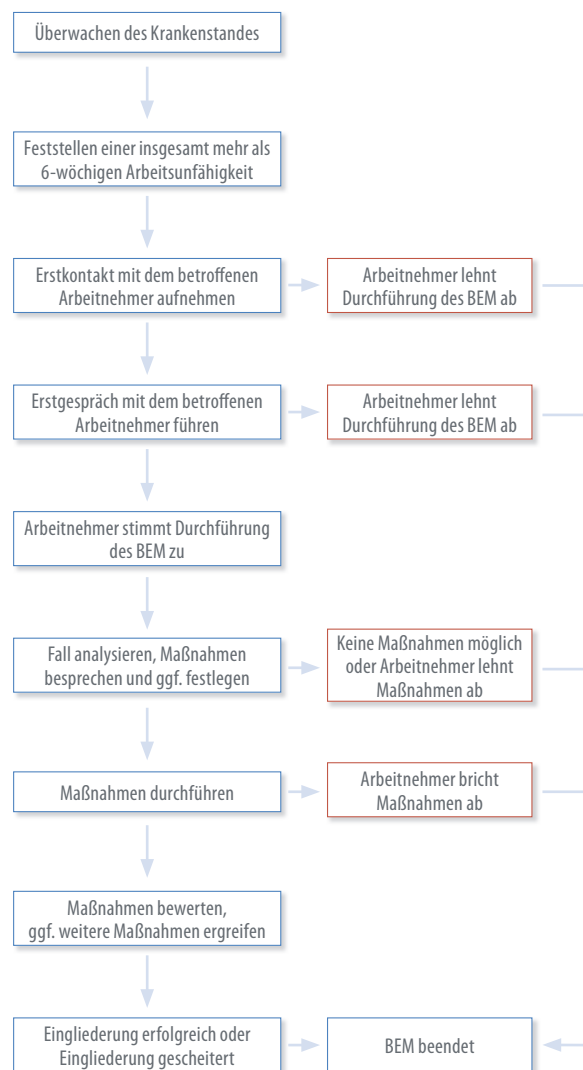 Überwachen des Krankenstandes
Feststellen einer insgesamt mehr als
6-wöchigen Arbeitsunfähigkeit
Erstkontakt mit dem betroffenen
Arbeitnehmer aufnehmen
Arbeitnehmer lehnt
Durchführung des BEM ab
Erstgespräch mit dem betroffenen
Arbeitnehmer führen
Arbeitnehmer lehnt
Durchführung des BEM ab
Arbeitnehmer stimmt Durchführung
des BEM zu
Fall analysieren, Maßnahmen
besprechen und ggf. festlegen
Keine Maßnahmen möglich
oder Arbeitnehmer lehnt
Maßnahmen ab
Maßnahmen durchführen
Arbeitnehmer bricht
Maßnahmen ab
Maßnahmen bewerten,
ggf. weitere Maßnahmen ergreifen
Eingliederung erfolgreich oder
Eingliederung gescheitert
BEM beendet